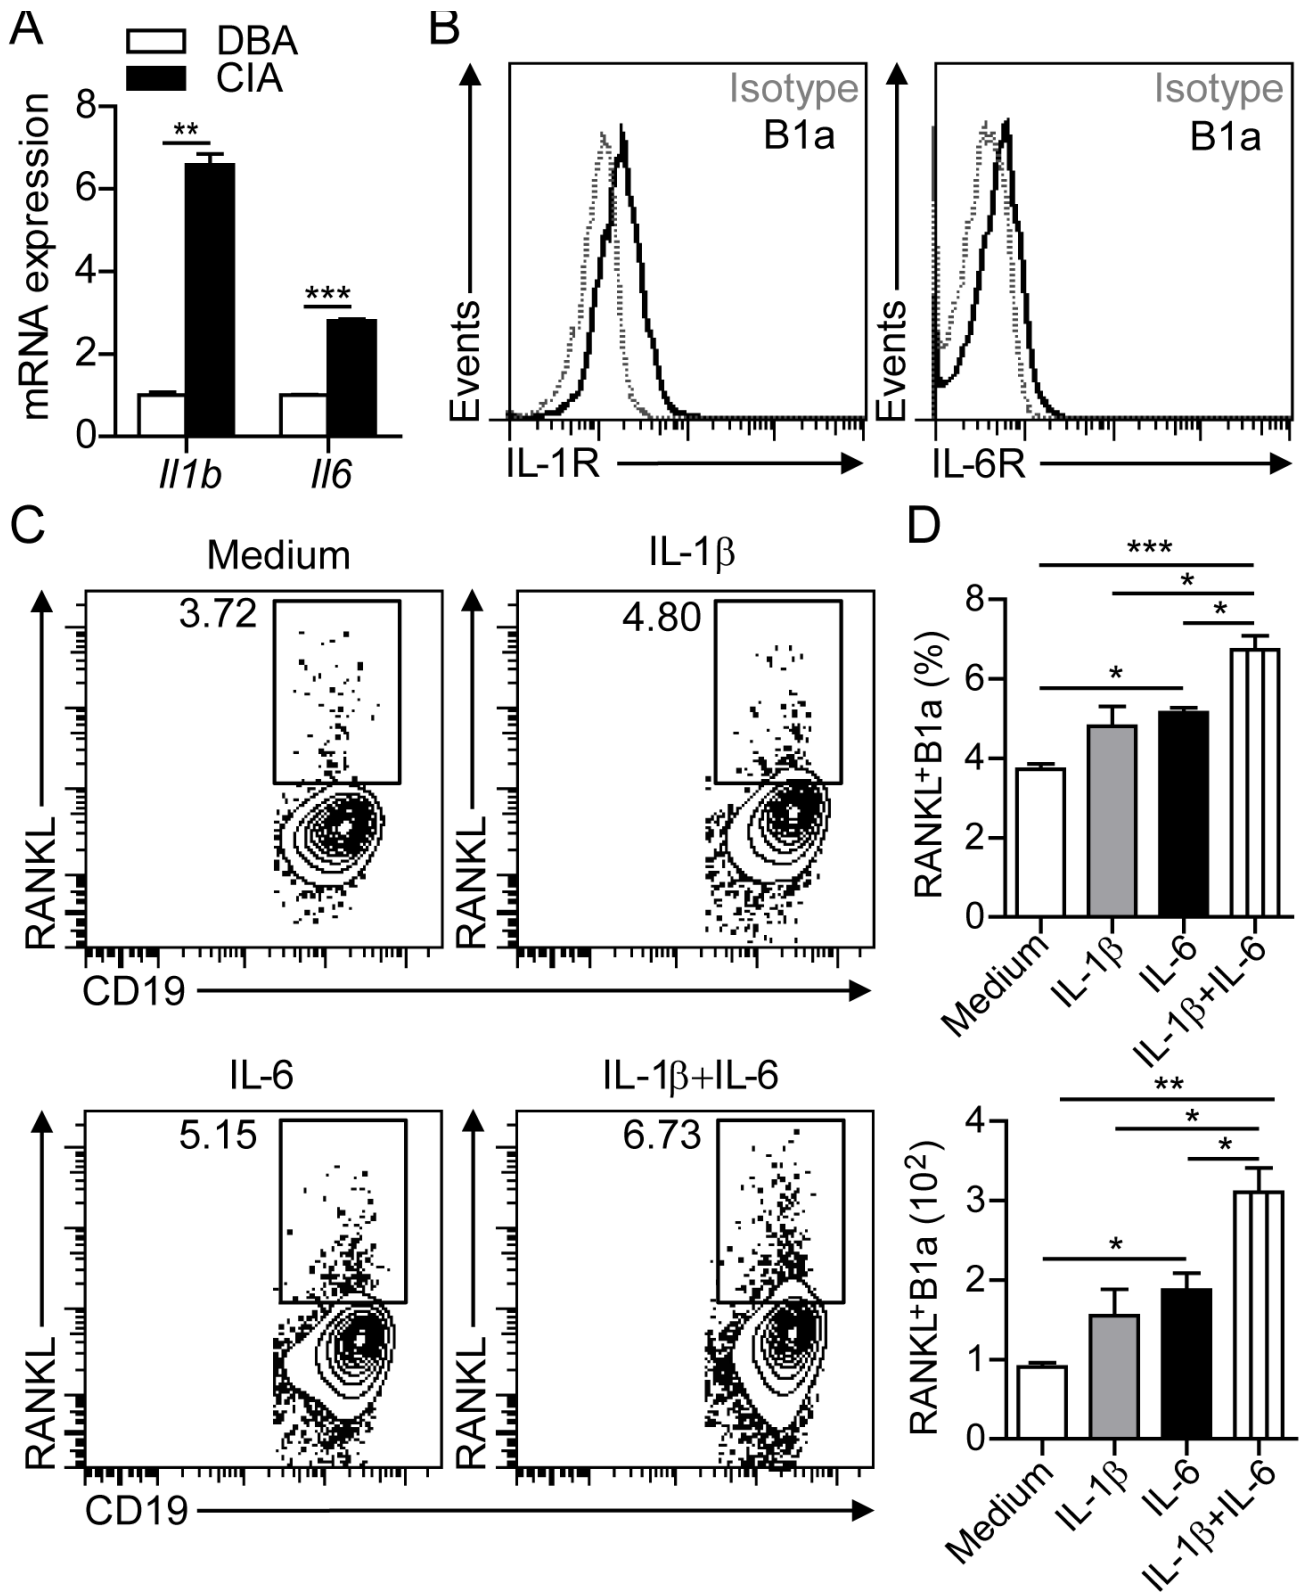 A
DBA
CIA
mRNA expression
8
6
4
2
0
**
***
Il1b
Il6
B
Isotype
B1a
Events
IL-1R
Isotype
B1a
Events
IL-6R
C
Medium
3.72
RANKL
IL-1β
4.80
RANKL
CD19
IL-6
5.15
RANKL
IL-1β+IL-6
6.73
RANKL
CD19
D
***
*
*
*
RANKL⁺B1a (%)
8
6
4
2
0
Medium
IL-1β
IL-6
IL-1β+IL-6
**
*
*
*
RANKL⁺B1a (10²)
4
3
2
1
0
Medium
IL-1β
IL-6
IL-1β+IL-6